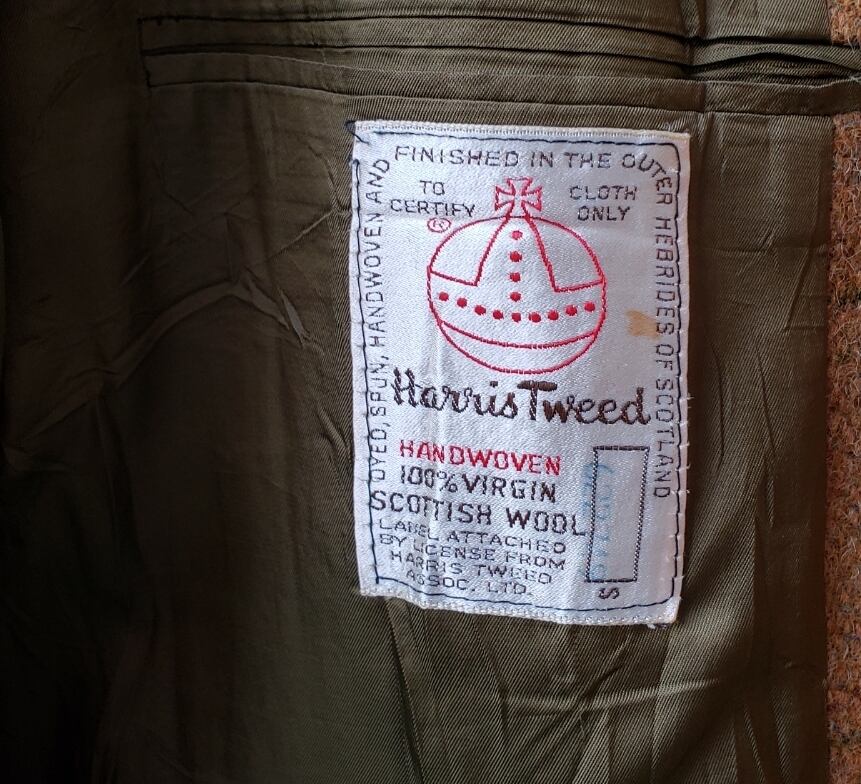 DYED, SPUN, HANDWOVEN AND FINISHED IN THE OUTER HEBRIDES OF SCOTLAND
TO CERTIFY
CLOTH ONLY
®
Harris Tweed
HANDWOVEN
100% VIRGIN
SCOTTISH WOOL
LABEL ATTACHED
BY LICENSE FROM
HARRIS TWEED
ASSOC. LTD.
S